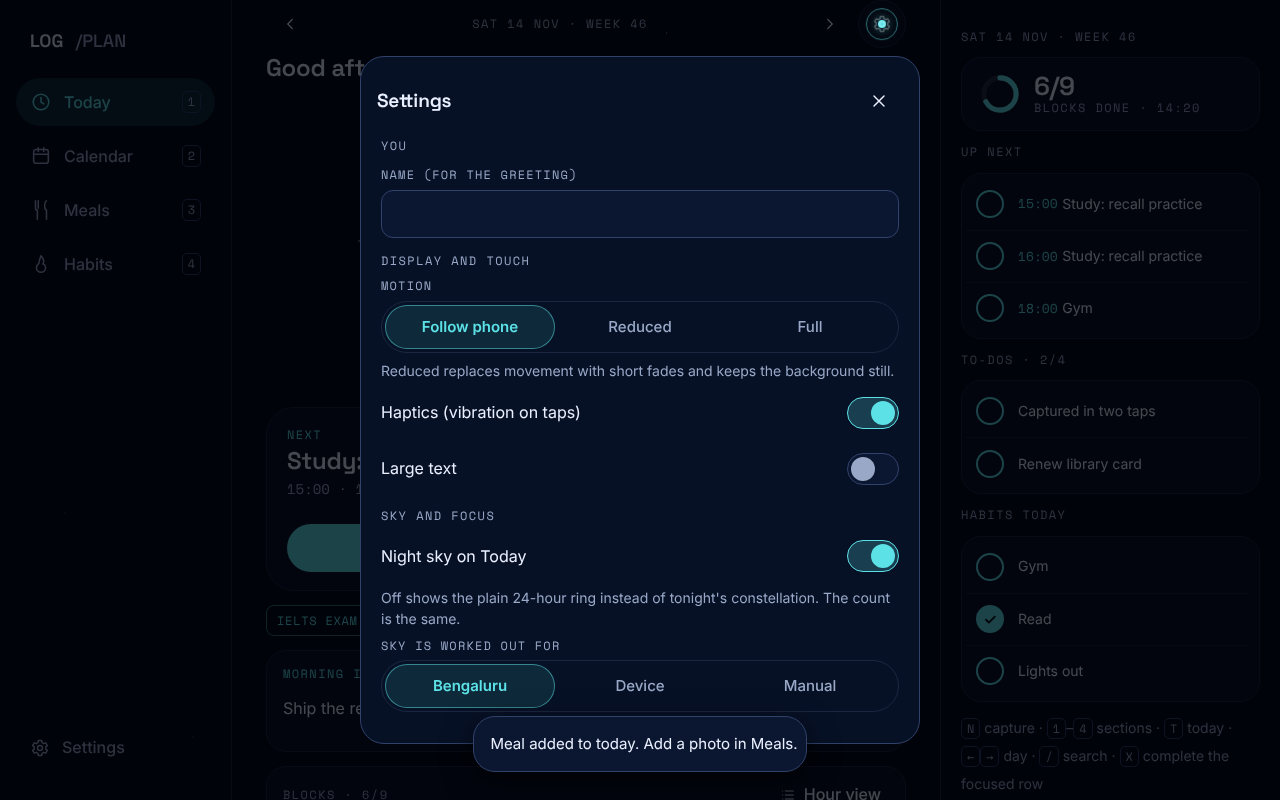 LOG /PLAN
Today 1
Calendar 2
Meals 3
Habits 4
Settings
SAT 14 NOV · WEEK 46
Good aft
NEXT
Study:
15:00 · 1
IELTS EXAM
MORNING I
Ship the re
BLOCKS · 6/9
Hour view
Settings
YOU
NAME (FOR THE GREETING)
DISPLAY AND TOUCH
MOTION
Follow phone Reduced Full
Reduced replaces movement with short fades and keeps the background still.
Haptics (vibration on taps)
Large text
SKY AND FOCUS
Night sky on Today
Off shows the plain 24-hour ring instead of tonight's constellation. The count
is the same.
SKY IS WORKED OUT FOR
Bengaluru Device Manual
Meal added to today. Add a photo in Meals.
SAT 14 NOV · WEEK 46
6/9
BLOCKS DONE · 14:20
UP NEXT
15:00 Study: recall practice
16:00 Study: recall practice
18:00 Gym
TO-DOS · 2/4
Captured in two taps
Renew library card
HABITS TODAY
Gym
Read
Lights out
N capture · 1–4 sections · T today ·
← → day · / search · X complete the
focused row